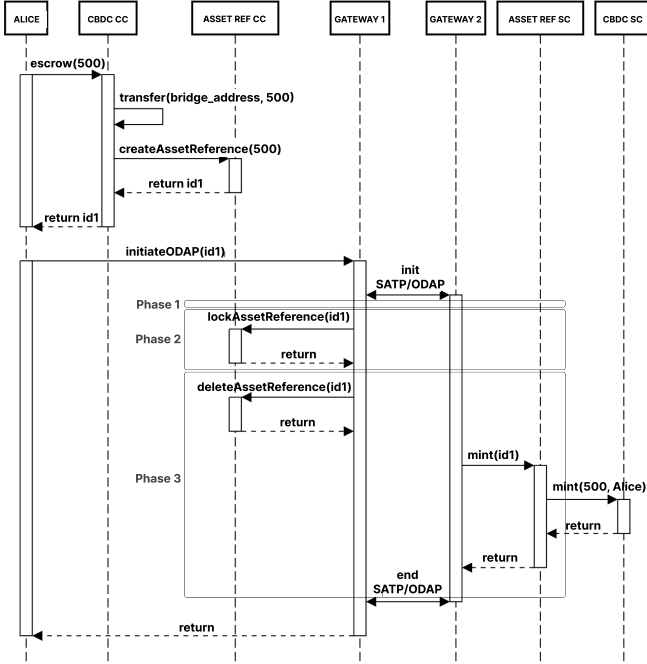 ALICE
CBDC CC
ASSET REF CC
GATEWAY 1
GATEWAY 2
ASSET REF SC
CBDC SC
escrow(500)
transfer(bridge_address, 500)
createAssetReference(500)
return id1
return id1
initiateODAP(id1)
init
SATP/ODAP
Phase 1
lockAssetReference(id1)
Phase 2
return
deleteAssetReference(id1)
return
mint(id1)
Phase 3
mint(500, Alice)
return
return
end
SATP/ODAP
return